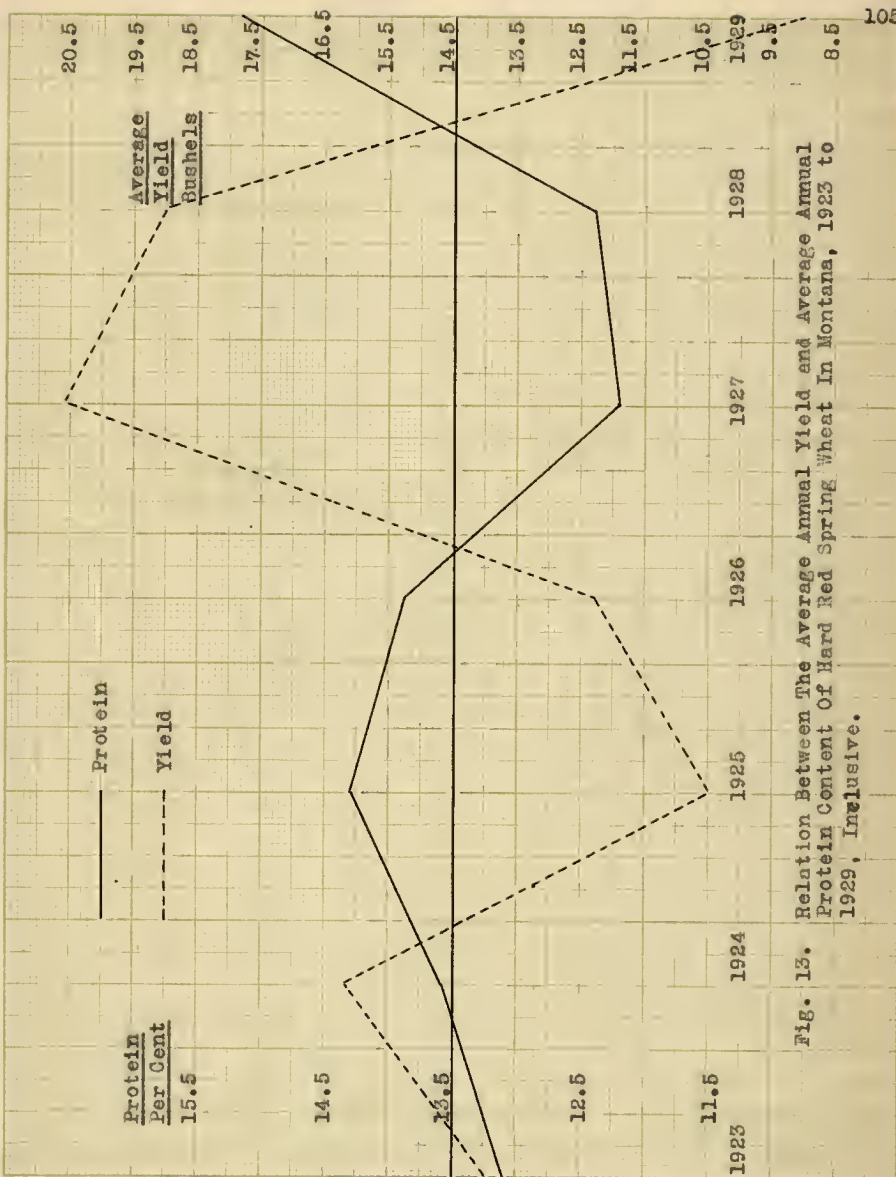 105
Protein
Per Cent
15.5
14.5
13.5
12.5
11.5
Protein
Yield
Average
Yield
Bushels
20.5
19.5
18.5
17.5
16.5
15.5
14.5
13.5
12.5
11.5
10.5
9.5
8.5
1923
1924
1925
1926
1927
1928
1929
Fig. 13. Relation Between The Average Annual Yield and Average Annual
Protein Content Of Hard Red Spring Wheat In Montana, 1923 to
1929, Inclusive.